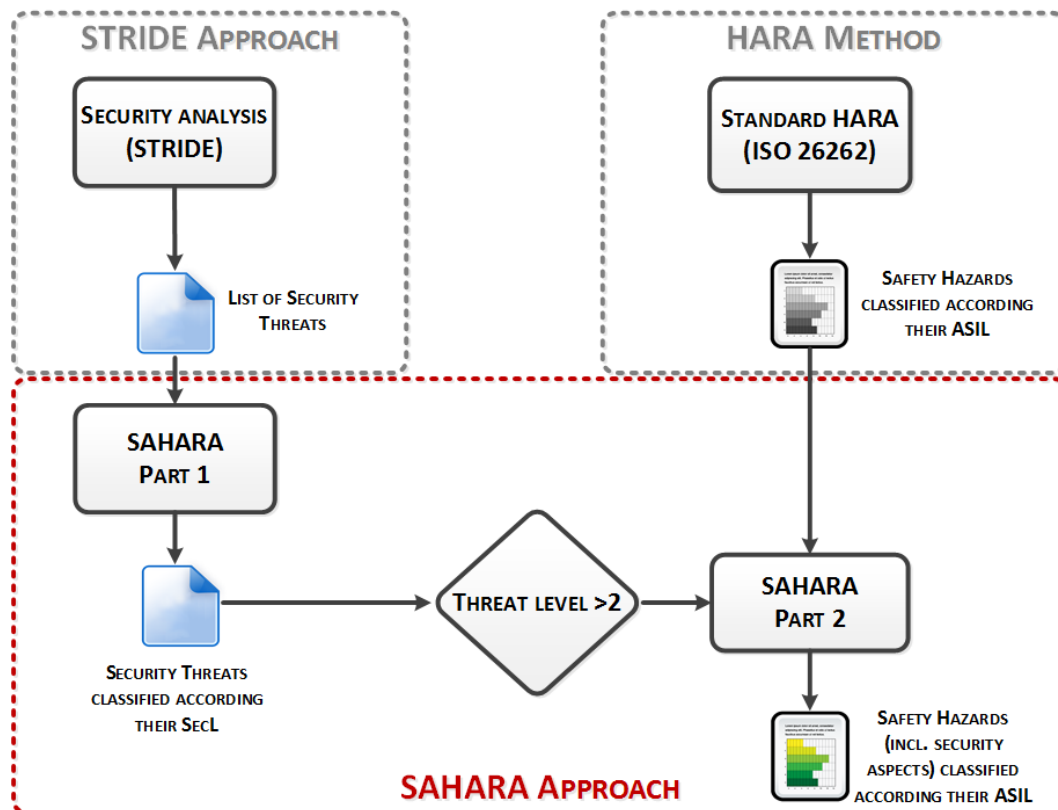 STRIDE APPROACH
HARA METHOD
SECURITY ANALYSIS
(STRIDE)
STANDARD HARA
(ISO 26262)
LIST OF SECURITY
THREATS
SAFETY HAZARDS
CLASSIFIED ACCORDING
THEIR ASIL
SAHARA
PART 1
THREAT LEVEL >2
SAHARA
PART 2
SECURITY THREATS
CLASSIFIED ACCORDING
THEIR SECL
SAFETY HAZARDS
(INCL. SECURITY
ASPECTS) CLASSIFIED
ACCORDING THEIR ASIL
SAHARA APPROACH